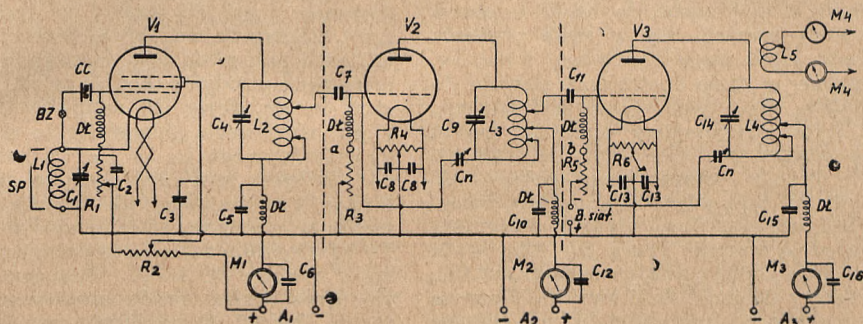 V1
V2
V3
M4
L5
M4
CC
BZ
Dł
C4
L2
C7
Dł
a
R4
C8
C8
C9
L3
C11
Dł
b
R5
R6
C13
C13
C14
L4
L1
SP
C1
R1
C2
C3
C5
Dł
R3
Cn
Dł
C10
- B. siat.
+
Cn
C15
Dł
R2
M1
C6
M2
C12
M3
C16
+ A1 -
- A2 +
- A3 +